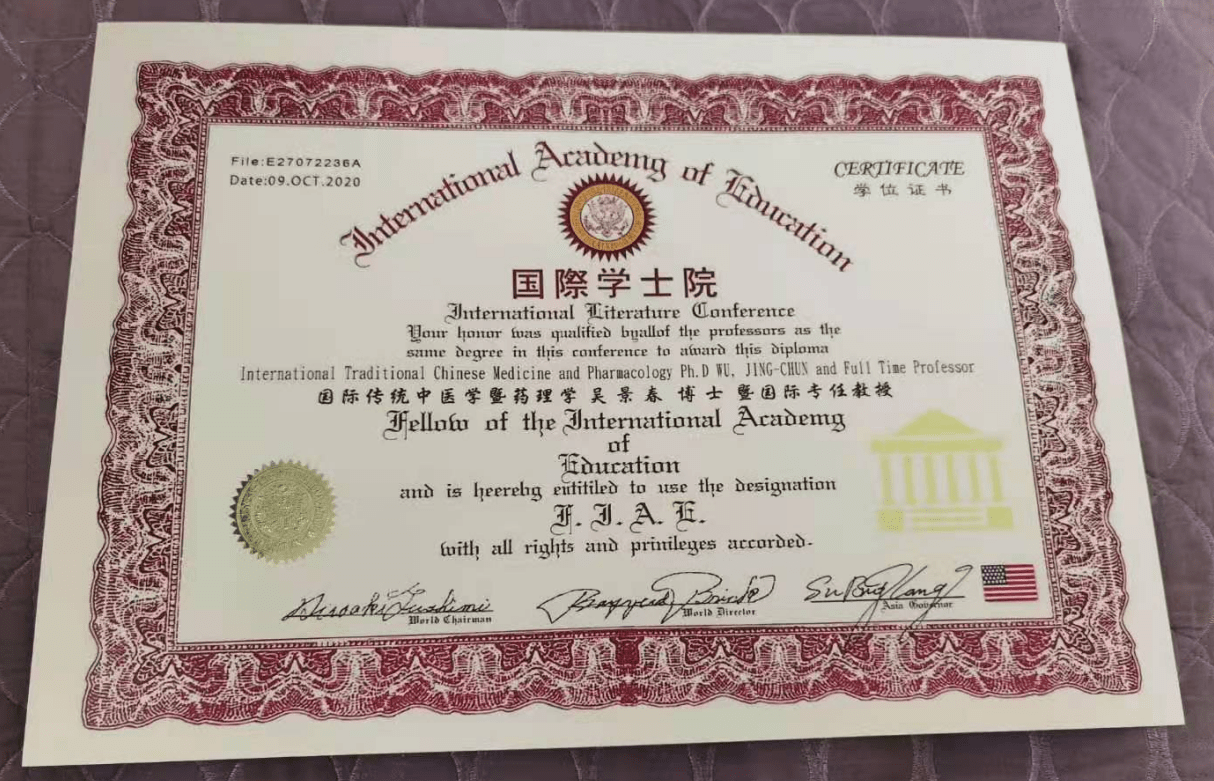 File:E27072236A
Date:09.OCT.2020
CERTIFICATE
学位证书
International Academg of Education
国際学士院
International Literature Conference
Your honor was qualified byallof the professors as the
same degree in this conference to award this diploma
International Traditional Chinese Medicine and Pharmacology Ph.D WU, JING-CHUN and Full Time Professor
国际传统中医学暨药理学吴景春 博士 暨国际专任教授
Fellow of the International Academg
of
Education
and is heerebg entitiled to use the designation
F. I. A. E.
with all rights and prinileges accorded.
World Chairman
World Director
Asia Governor